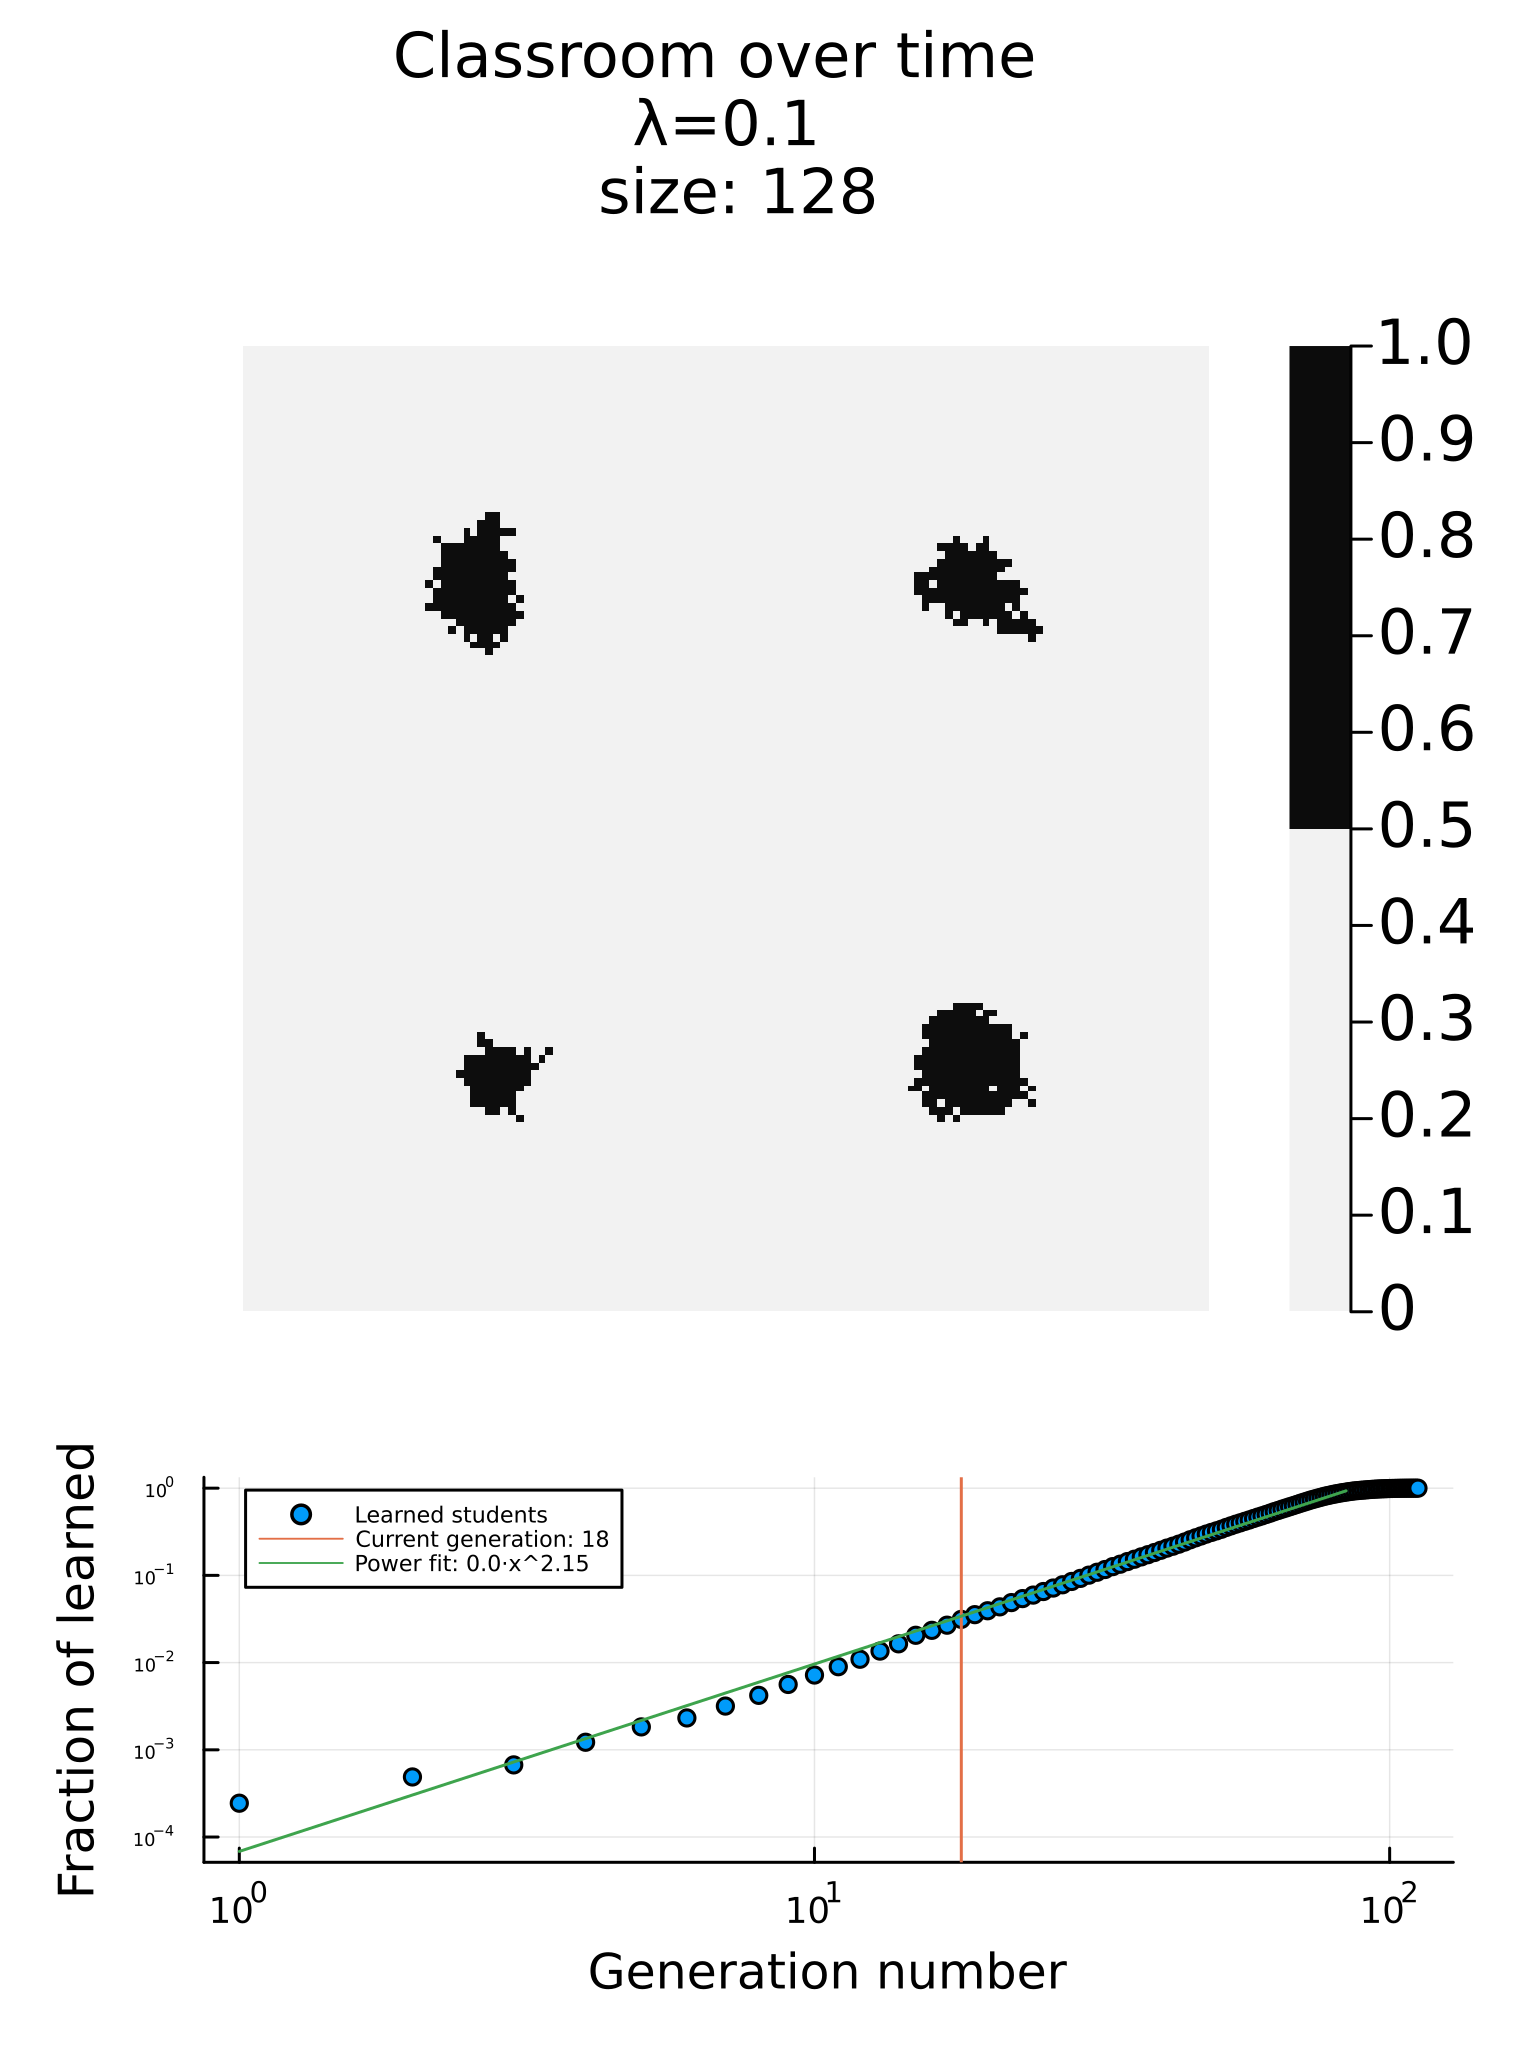 Classroom over time
λ=0.1
size: 128
1.0
0.9
0.8
0.7
0.6
0.5
0.4
0.3
0.2
0.1
0
Fraction of learned
10^0
10^-1
10^-2
10^-3
10^-4
Learned students
Current generation: 18
Power fit: 0.0·x^2.15
10^0 10^1 10^2
Generation number